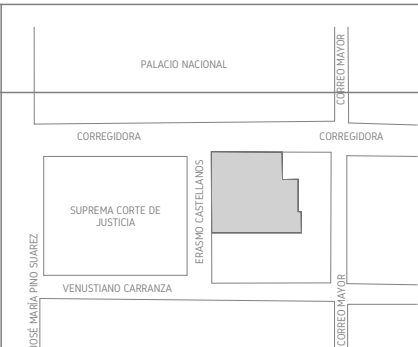 PALACIO NACIONAL
CORREO MAYOR
CORREGIDORA
CORREGIDORA
ERASMO CASTELLANOS
SUPREMA CORTE DE
JUSTICIA
JOSÉ MARÍA PINO SUAREZ
VENUSTIANO CARRANZA
CORREO MAYOR